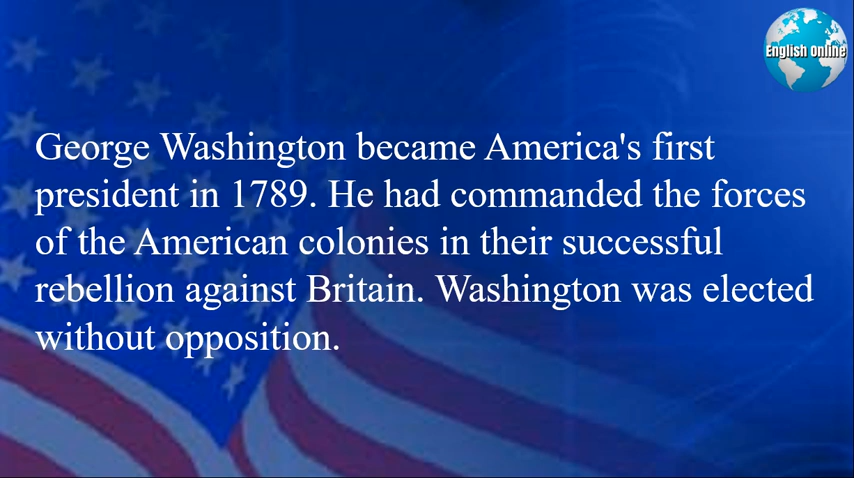 English Online
George Washington became America's first
president in 1789. He had commanded the forces
of the American colonies in their successful
rebellion against Britain. Washington was elected
without opposition.